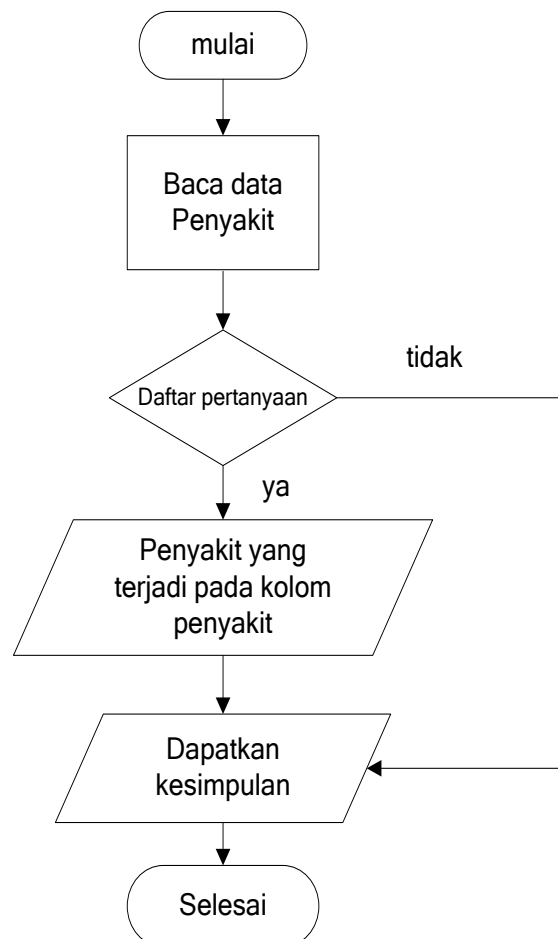 mulai
Baca data
Penyakit
tidak
Daftar pertanyaan
ya
Penyakit yang
terjadi pada kolom
penyakit
Dapatkan
kesimpulan
Selesai